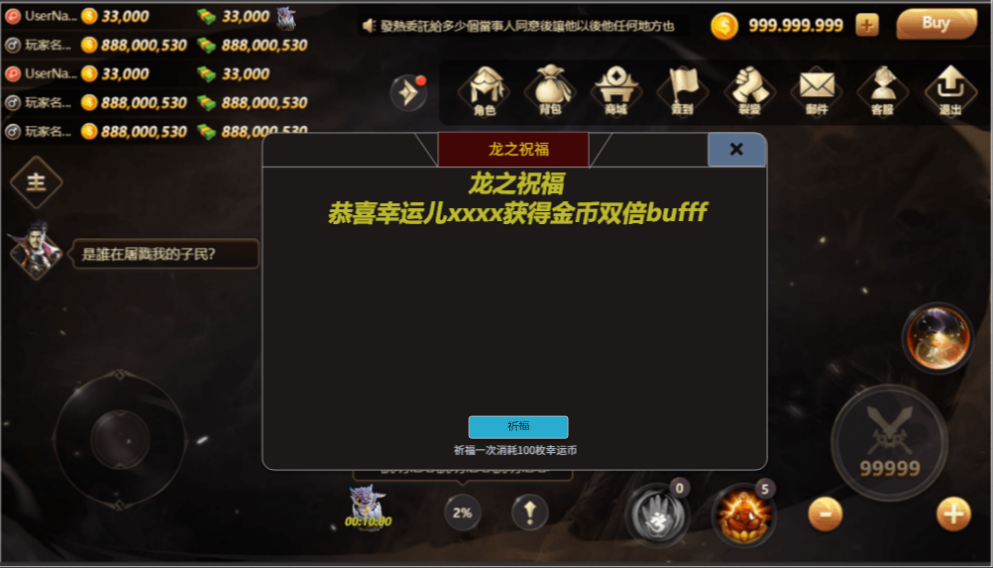 UserNa... 33,000 33,000
玩家名... 888,000,530 888,000,530
UserNa... 33,000 33,000
玩家名... 888,000,530 888,000,530
玩家名... 888,000,530 888,000,530
發熱委託給多少個當事人同意後讓他以後他任何地方也
999.999.999
Buy
角色
背包
商城
簽到
裂變
郵件
客服
退出
主
是誰在屠戮我的子民?
龙之祝福
×
龙之祝福
恭喜幸运儿xxxx获得金币双倍bufff
祈福
祈福一次消耗100枚幸运币
99999
00:10:00
2%
0
5